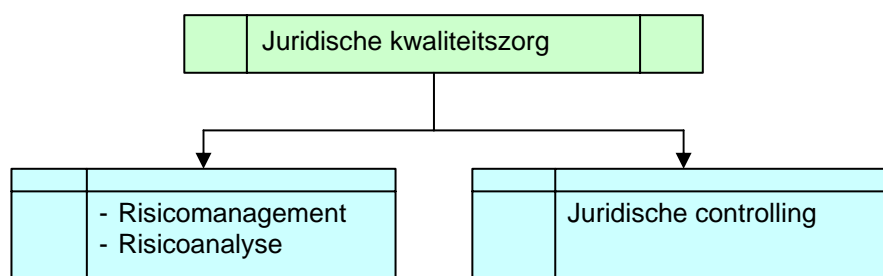 Juridische kwaliteitszorg
- Risicomanagement
- Risicoanalyse
Juridische controlling